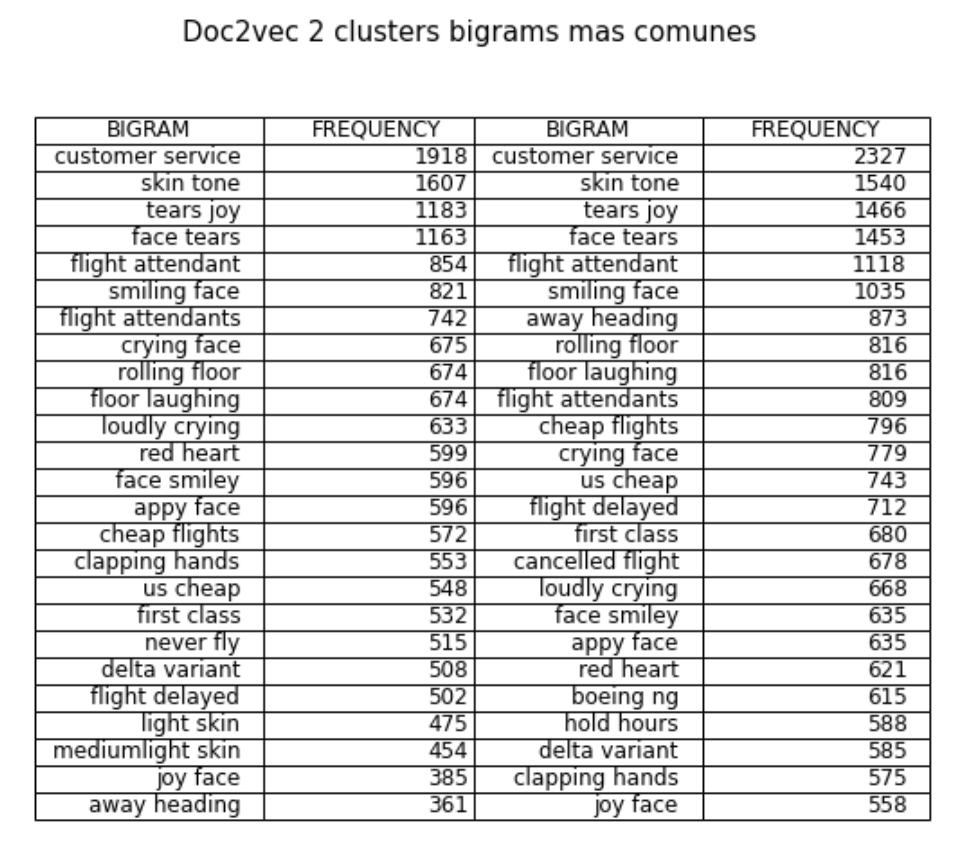 Doc2vec 2 clusters bigrams mas comunes
BIGRAM FREQUENCY BIGRAM FREQUENCY
customer service 1918 customer service 2327
skin tone 1607 skin tone 1540
tears joy 1183 tears joy 1466
face tears 1163 face tears 1453
flight attendant 854 flight attendant 1118
smiling face 821 smiling face 1035
flight attendants 742 away heading 873
crying face 675 rolling floor 816
rolling floor 674 floor laughing 816
floor laughing 674 flight attendants 809
loudly crying 633 cheap flights 796
red heart 599 crying face 779
face smiley 596 us cheap 743
appy face 596 flight delayed 712
cheap flights 572 first class 680
clapping hands 553 cancelled flight 678
us cheap 548 loudly crying 668
first class 532 face smiley 635
never fly 515 appy face 635
delta variant 508 red heart 621
flight delayed 502 boeing ng 615
light skin 475 hold hours 588
mediumlight skin 454 delta variant 585
joy face 385 clapping hands 575
away heading 361 joy face 558